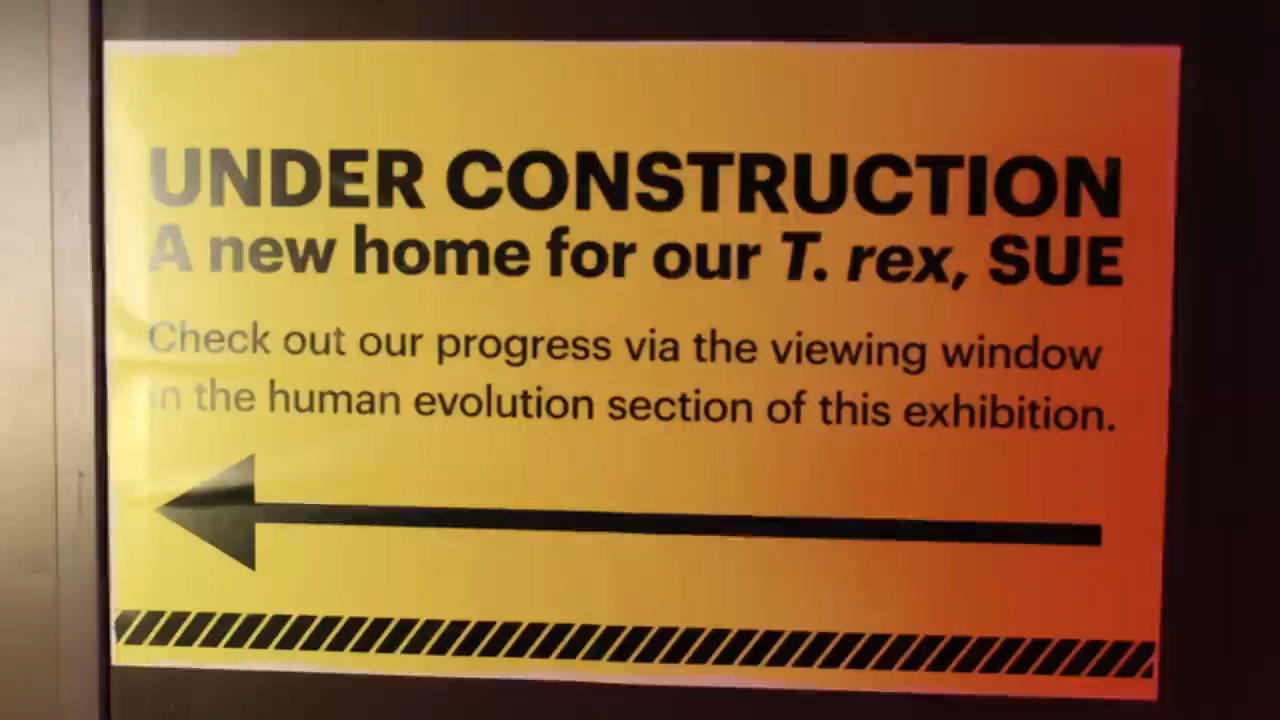 UNDER CONSTRUCTION
A new home for our T. rex, SUE
Check out our progress via the viewing window
in the human evolution section of this exhibition.